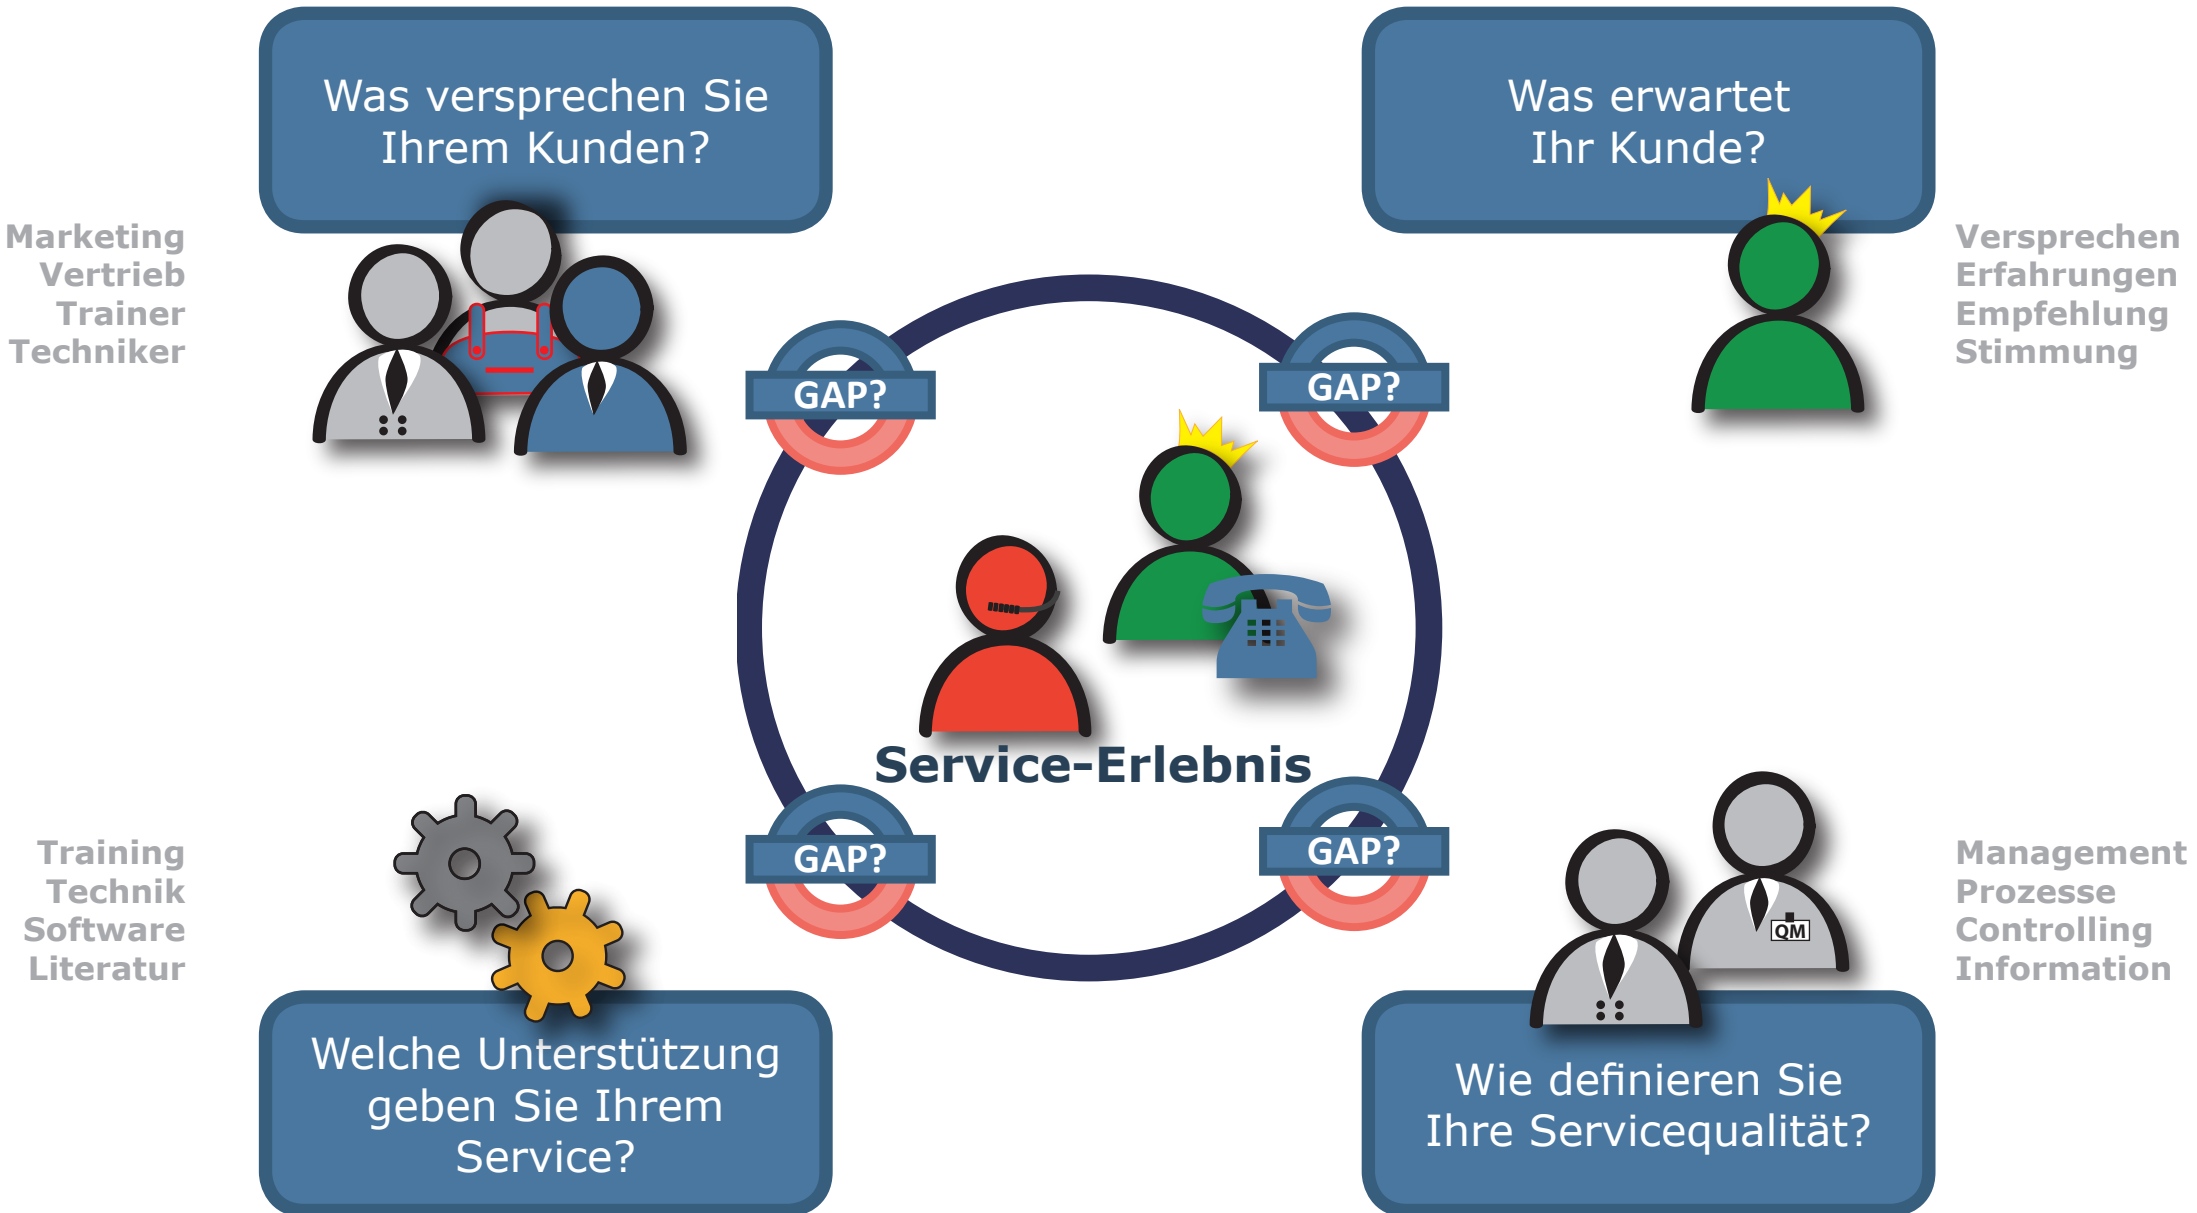 Was versprechen Sie
Ihrem Kunden?
Was erwartet
Ihr Kunde?
Marketing
Vertrieb
Trainer
Techniker
Versprechen
Erfahrungen
Empfehlung
Stimmung
GAP?
GAP?
Service-Erlebnis
GAP?
GAP?
Training
Technik
Software
Literatur
QM
Management
Prozesse
Controlling
Information
Welche Unterstützung
geben Sie Ihrem
Service?
Wie definieren Sie
Ihre Servicequalität?